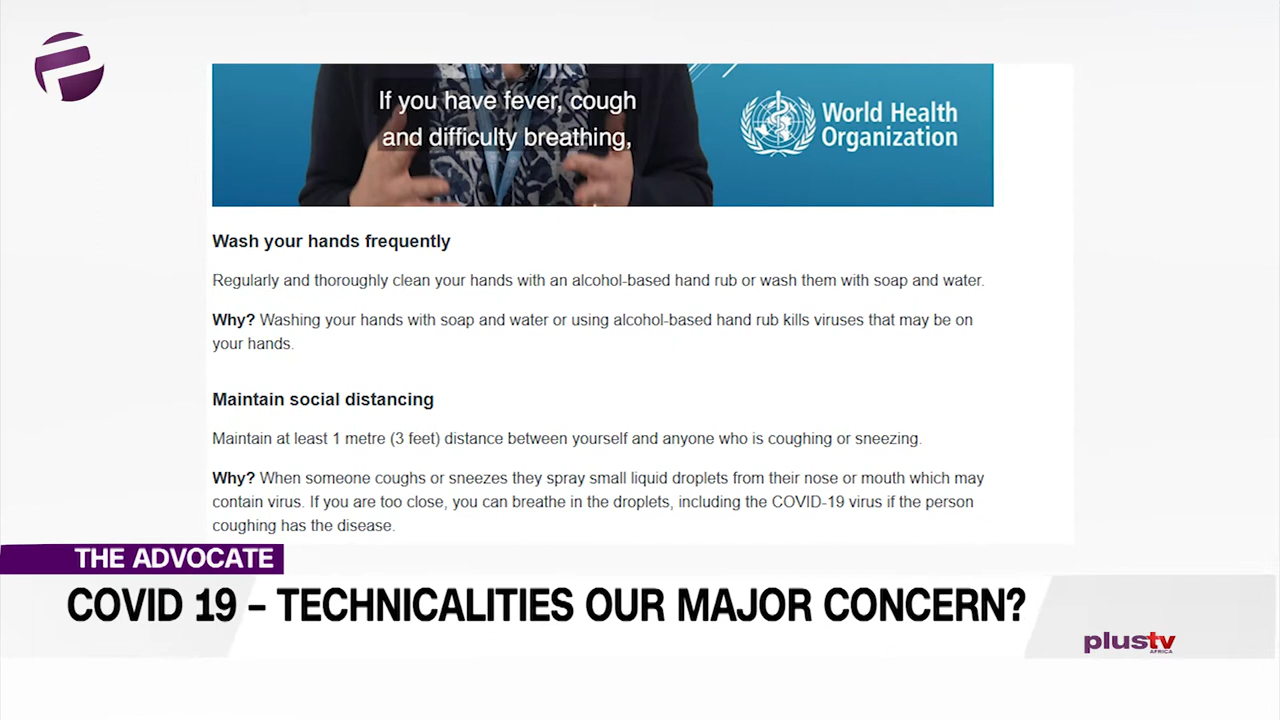 If you have fever, cough
and difficulty breathing,
World Health
Organization
Wash your hands frequently
Regularly and thoroughly clean your hands with an alcohol-based hand rub or wash them with soap and water.
Why? Washing your hands with soap and water or using alcohol-based hand rub kills viruses that may be on
your hands.
Maintain social distancing
Maintain at least 1 metre (3 feet) distance between yourself and anyone who is coughing or sneezing.
Why? When someone coughs or sneezes they spray small liquid droplets from their nose or mouth which may
contain virus. If you are too close, you can breathe in the droplets, including the COVID-19 virus if the person
coughing has the disease.
THE ADVOCATE
COVID 19 – TECHNICALITIES OUR MAJOR CONCERN?
plustv
AFRICA